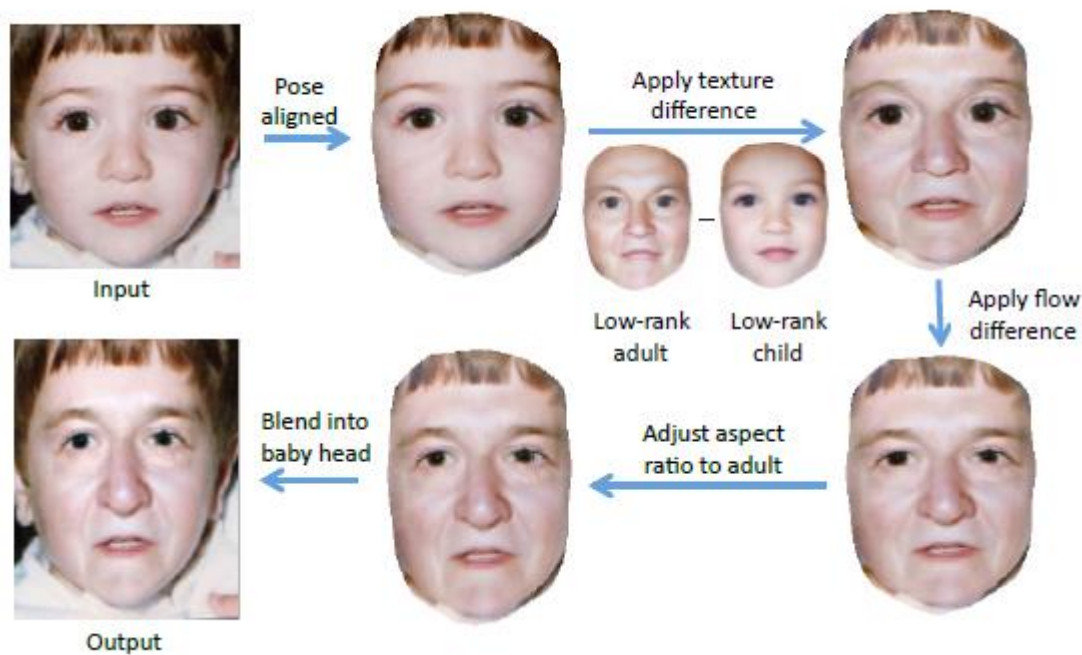 Pose
aligned
Apply texture
difference
–
Input
Low-rank
adult
Low-rank
child
Apply flow
difference
Adjust aspect
ratio to adult
Blend into
baby head
Output